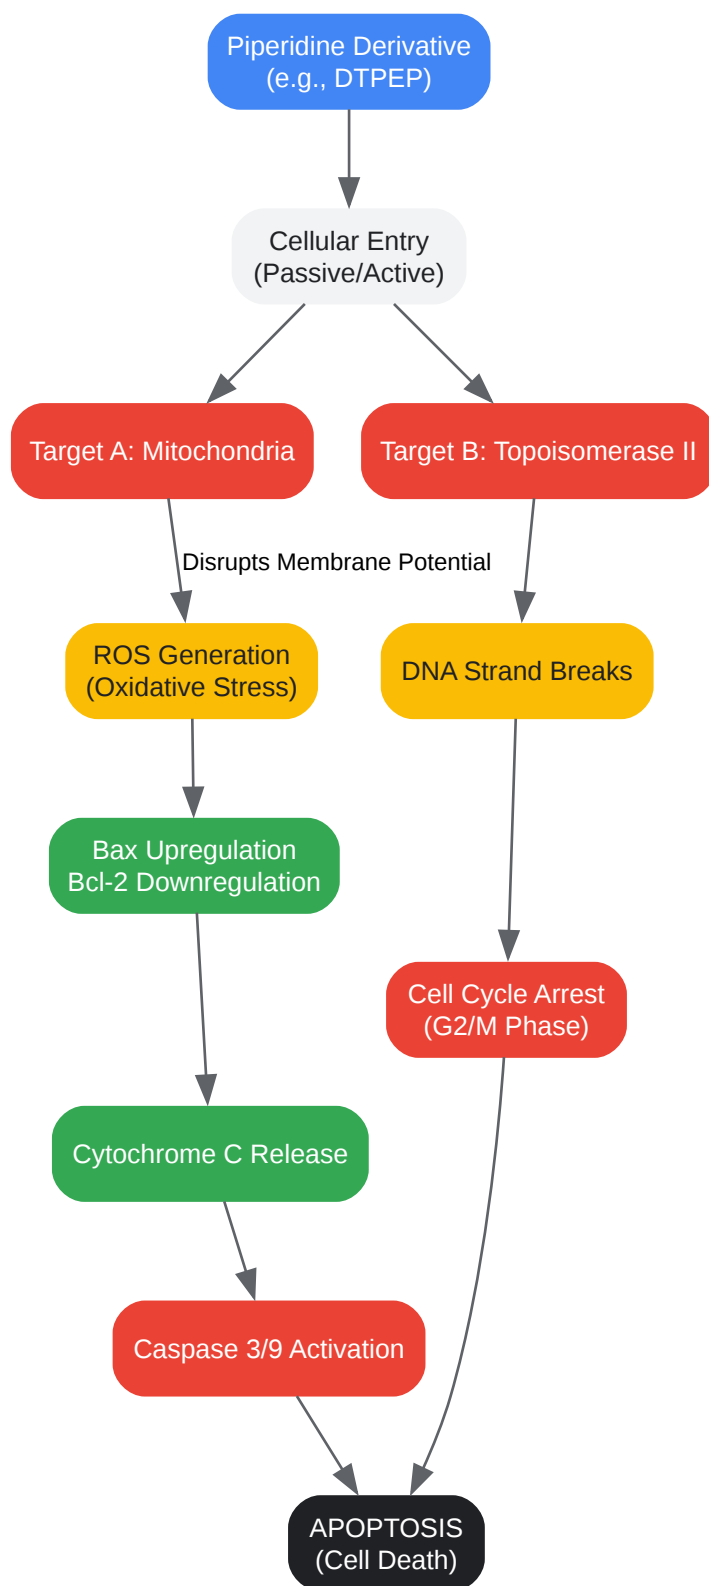 Piperidine Derivative
(e.g., DTPEP)
Cellular Entry
(Passive/Active)
Target A: Mitochondria
Target B: Topoisomerase II
Disrupts Membrane Potential
ROS Generation
(Oxidative Stress)
DNA Strand Breaks
Bax Upregulation
Bcl-2 Downregulation
Cell Cycle Arrest
(G2/M Phase)
Cytochrome C Release
Caspase 3/9 Activation
APOPTOSIS
(Cell Death)